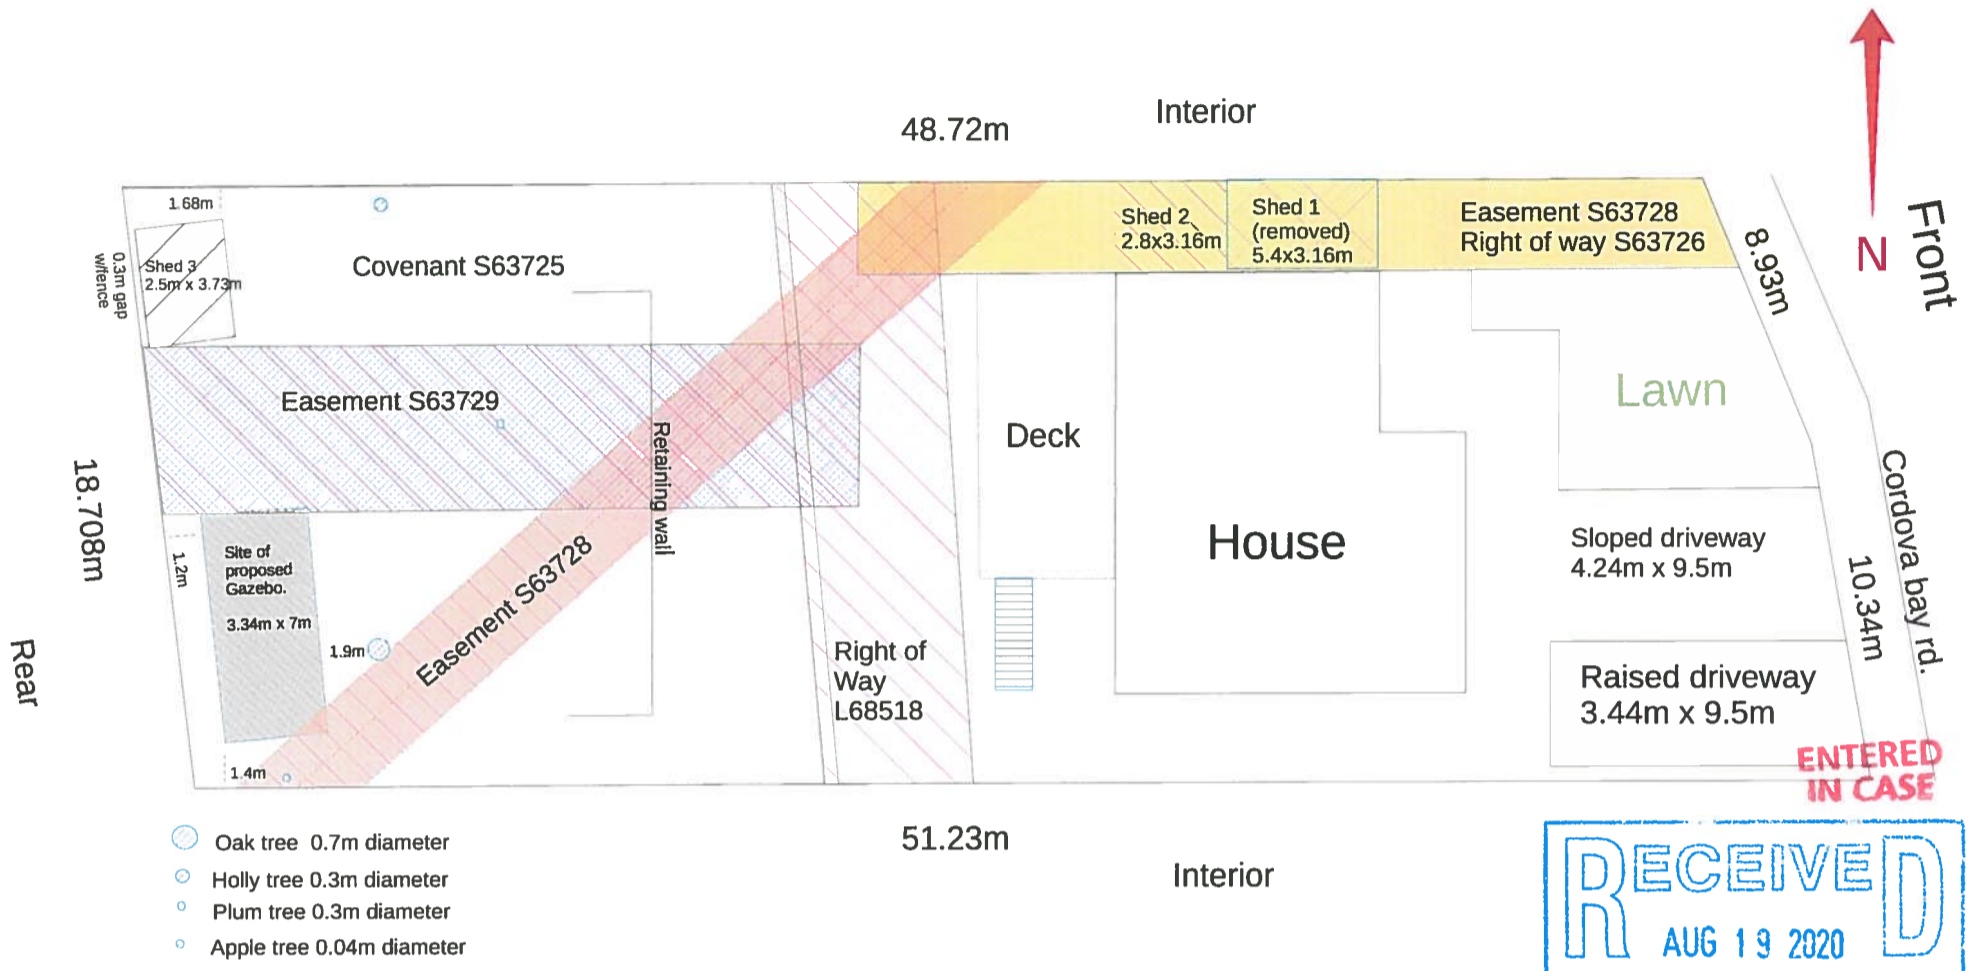 Interior
48.72m
Front
N
1.68m
Shed 3
2.5m x 3.73m
0.3m gap
w/fence
Covenant S63725
Shed 2
2.8x3.16m
Shed 1
(removed)
5.4x3.16m
Easement S63728
Right of way S63726
8.93m
Easement S63729
Retaining wall
Deck
House
Lawn
Cordova bay rd.
18.708m
1.2m
Site of
proposed
Gazebo.
3.34m x 7m
1.9m
Easement S63728
Right of
Way
L68518
Sloped driveway
4.24m x 9.5m
10.34m
Raised driveway
3.44m x 9.5m
Rear
1.4m
ENTERED
IN CASE
51.23m
Interior
Oak tree 0.7m diameter
Holly tree 0.3m diameter
Plum tree 0.3m diameter
Apple tree 0.04m diameter
RECEIVED
AUG 19 2020